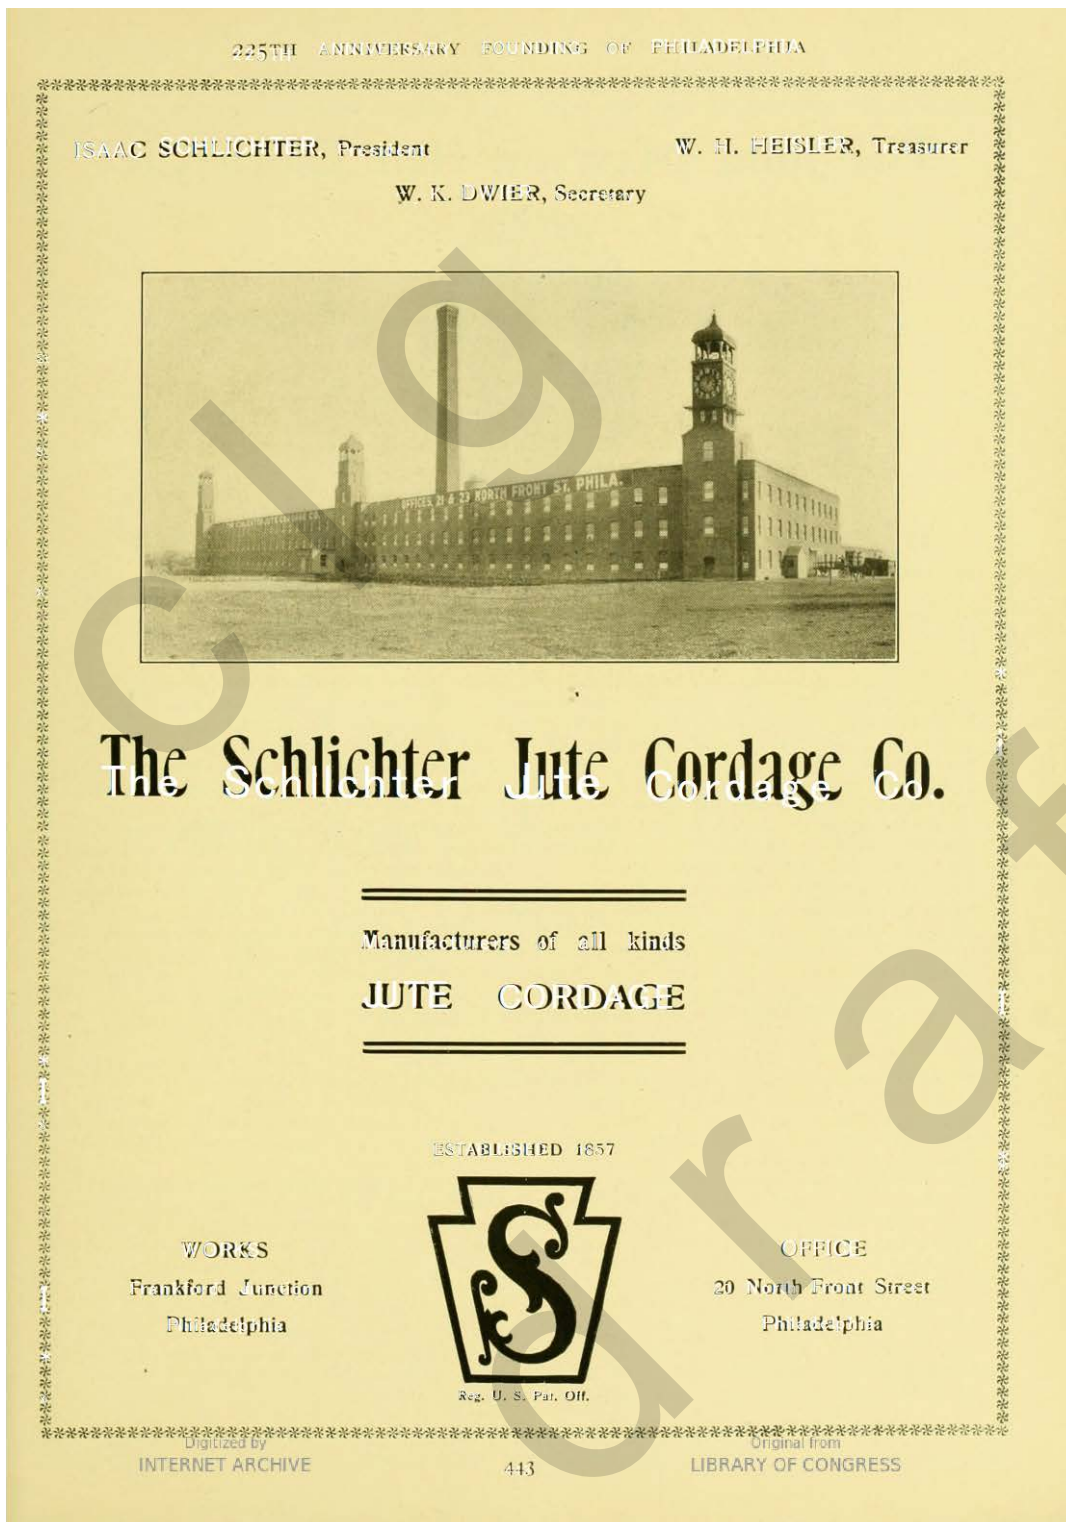 225TH ANNIVERSARY FOUNDING OF PHILADELPHIA
ISAAC SCHLICHTER, President
W. H. HEISLER, Treasurer
W. K. DWIER, Secretary
OFFICES 21 & 23 NORTH FRONT ST. PHILA.
The Schlichter Jute Cordage Co.
Manufacturers of all kinds
JUTE CORDAGE
ESTABLISHED 1857
S
WORKS
Frankford Junction
Philadelphia
OFFICE
20 North Front Street
Philadelphia
Reg. U. S. Pat. Off.
Digitized by
INTERNET ARCHIVE
443
Original from
LIBRARY OF CONGRESS